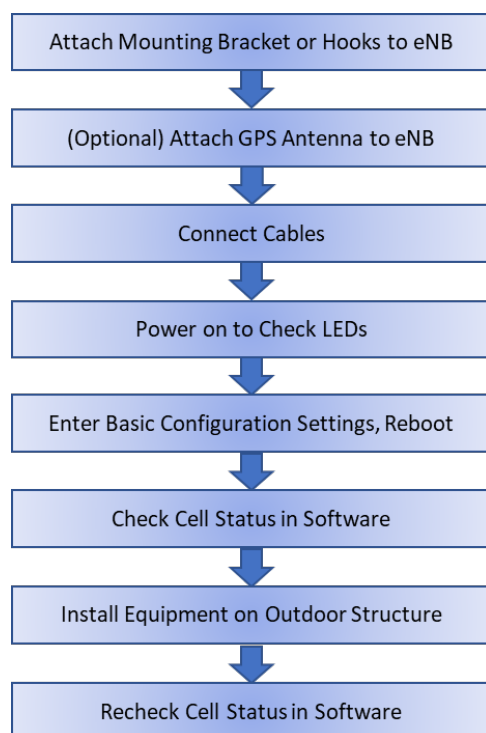 Attach Mounting Bracket or Hooks to eNB
(Optional) Attach GPS Antenna to eNB
Connect Cables
Power on to Check LEDs
Enter Basic Configuration Settings, Reboot
Check Cell Status in Software
Install Equipment on Outdoor Structure
Recheck Cell Status in Software